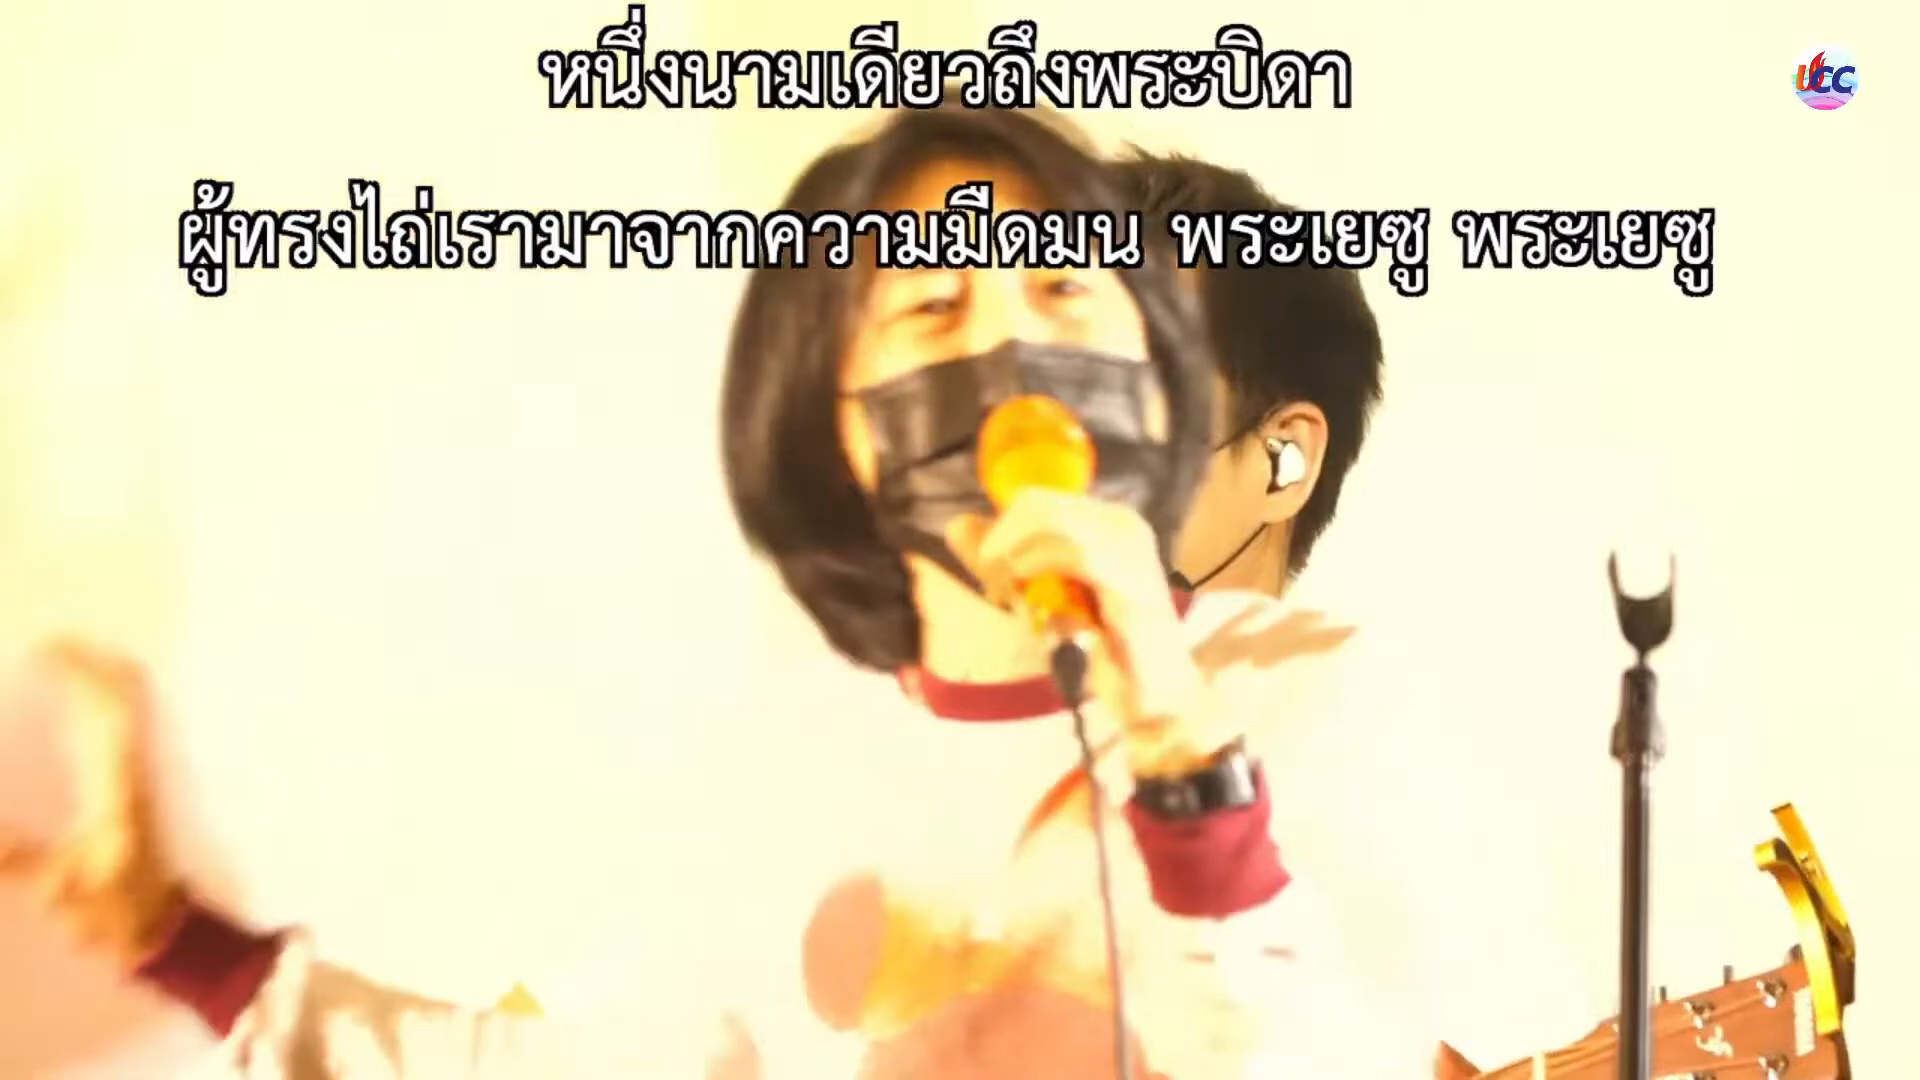 หนึ่งนามเดียวถึงพระบิดา
UCC
ผู้ทรงไถ่เรามาจากความมืดมน พระเยซู พระเยซู